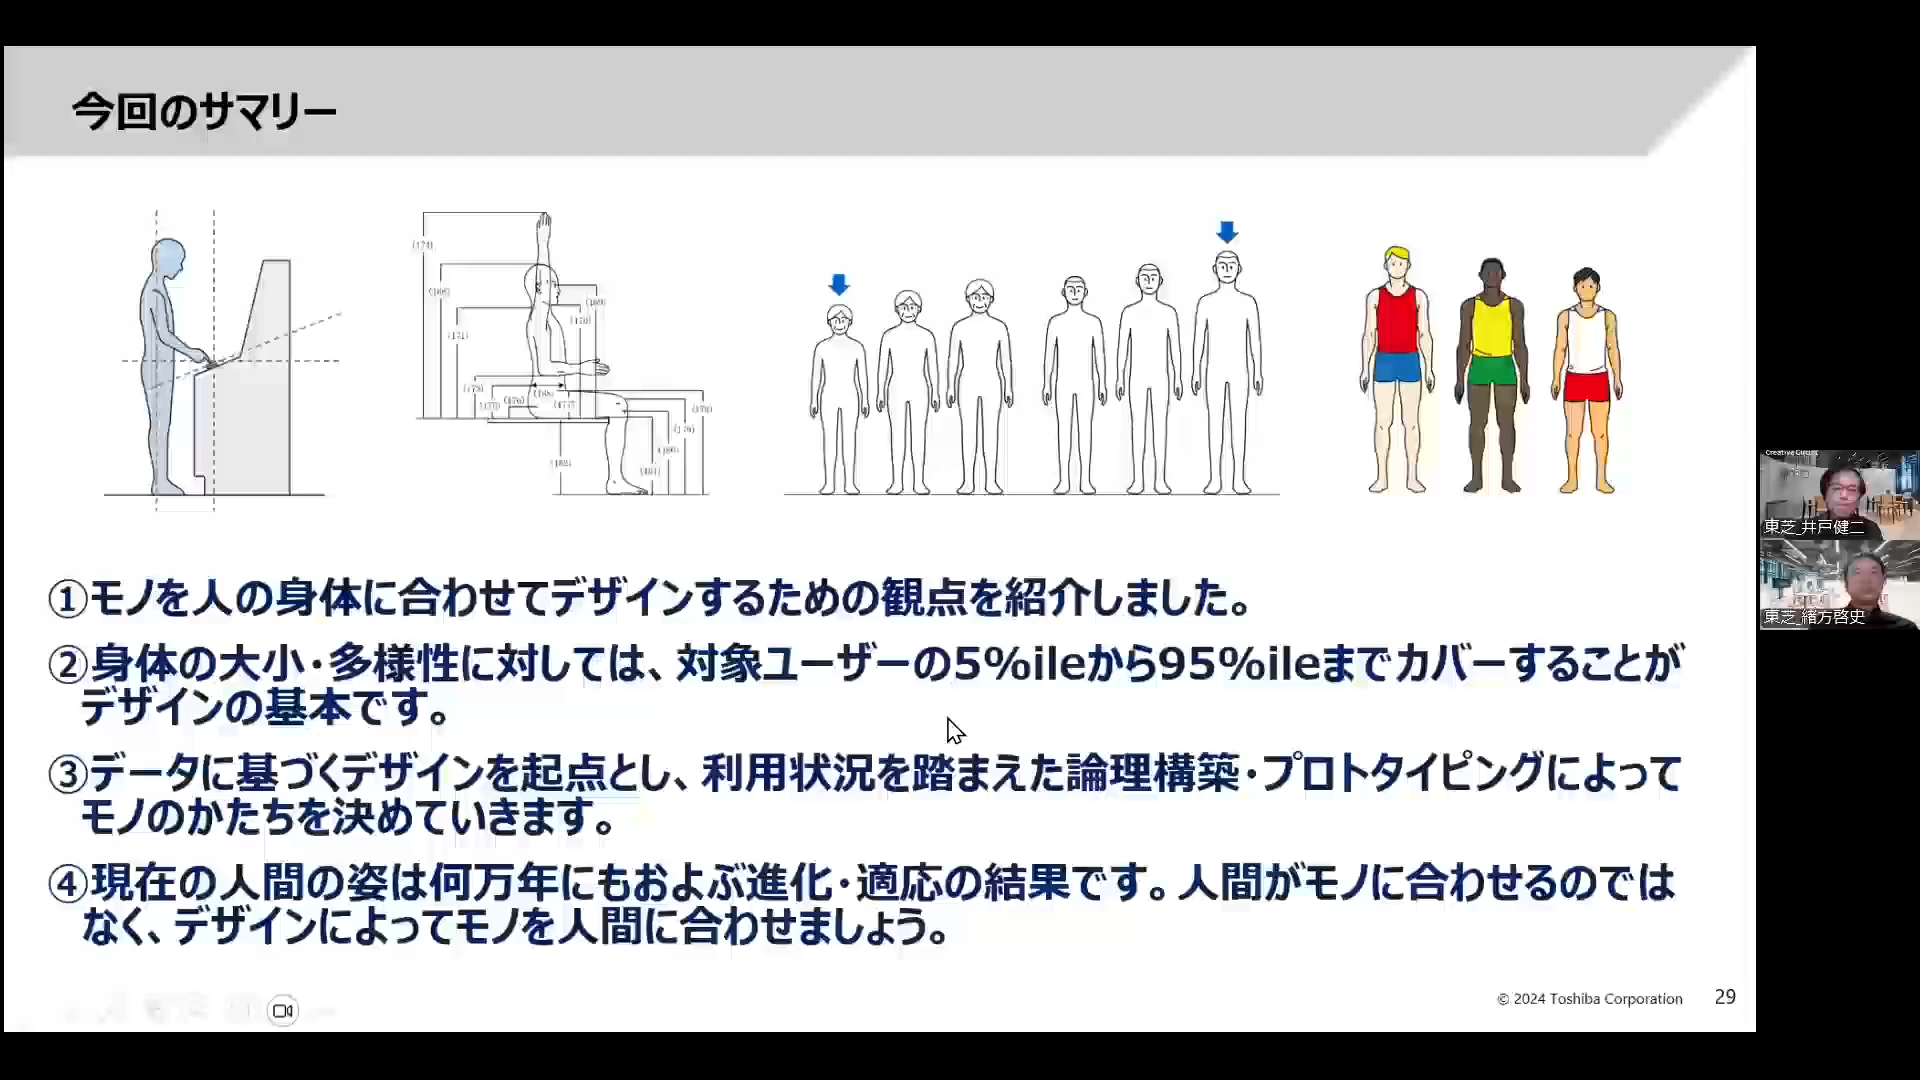 今回のサマリー
①モノを人の身体に合わせてデザインするための観点を紹介しました。
②身体の大小・多様性に対しては、対象ユーザーの5%ileから95%ileまでカバーすることが
デザインの基本です。
③データに基づくデザインを起点とし、利用状況を踏まえた論理構築・プロトタイピングによって
モノのかたちを決めていきます。
④現在の人間の姿は何万年にもおよぶ進化・適応の結果です。人間がモノに合わせるのでは
なく、デザインによってモノを人間に合わせましょう。
© 2024 Toshiba Corporation
29
Creative Circuit
東芝_井戸健二
東芝_緒方啓史